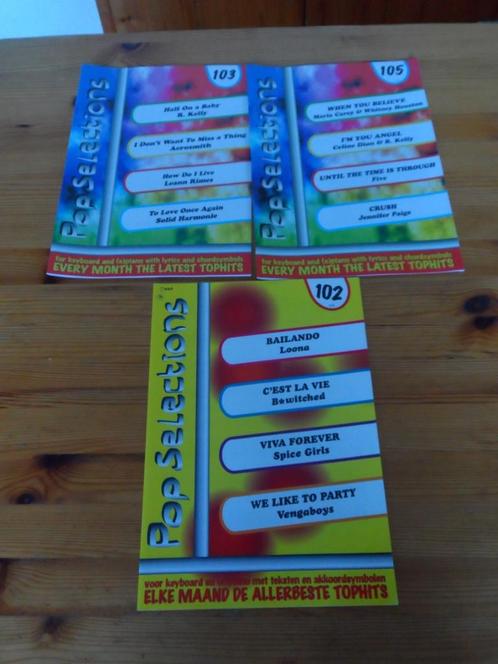 Pop Selections
103
Half On a Baby
R. Kelly
I Don't Want To Miss a Thing
Aerosmith
How Do I Live
Leann Rimes
To Love Once Again
Solid Harmonie
for keyboard and (e)piano with lyrics and chordsymbols
EVERY MONTH THE LATEST TOPHITS
Pop Selections
105
WHEN YOU BELIEVE
Maria Carey & Whitney Houston
I'M YOU ANGEL
Celine Dion & R. Kelly
UNTIL THE TIME IS THROUGH
Five
CRUSH
Jennifer Paige
for keyboard and (e)piano with lyrics and chordsymbols
EVERY MONTH THE LATEST TOPHITS
Pop Selections
102
BAILANDO
Loona
C'EST LA VIE
B★witched
VIVA FOREVER
Spice Girls
WE LIKE TO PARTY
Vengaboys
voor keyboard en met teksten en akkoordsymbolen
ELKE MAAND DE ALLERBESTE TOPHITS